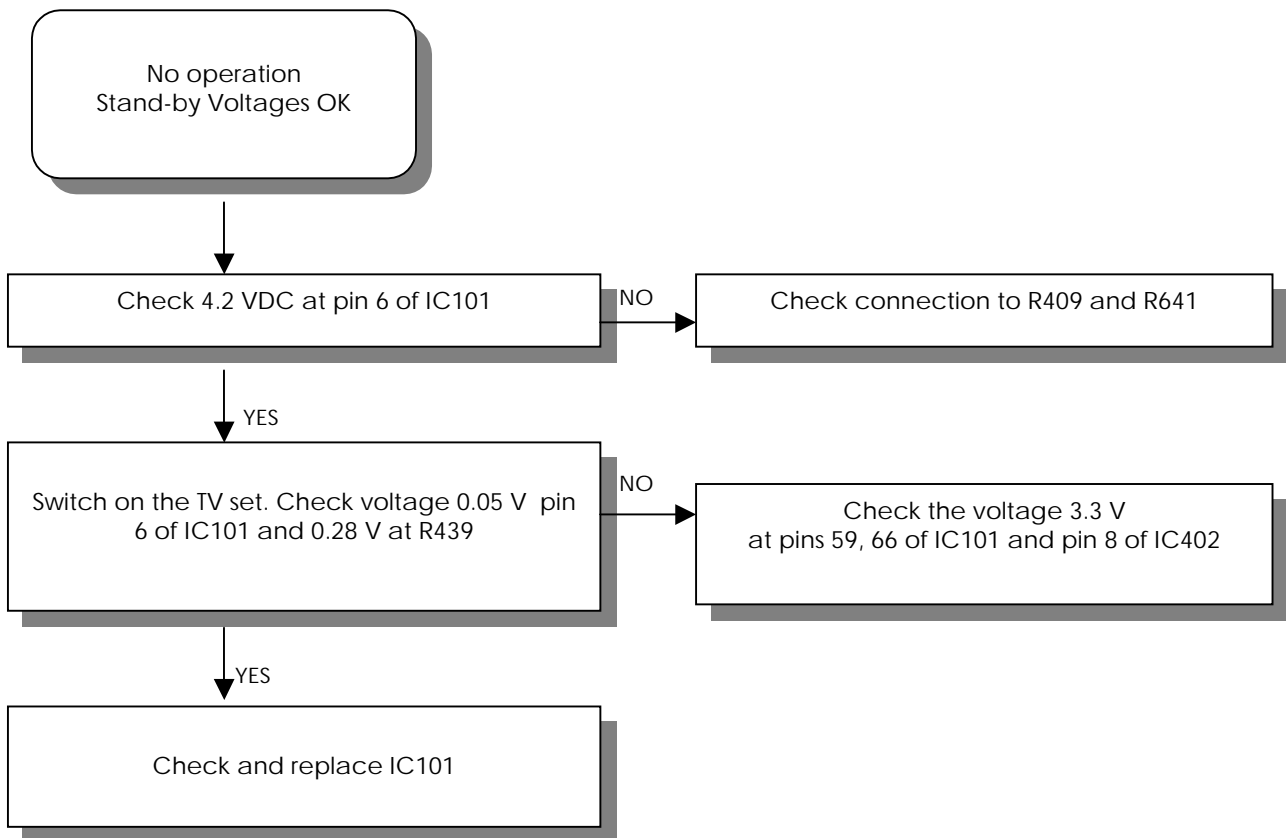 No operation
Stand-by Voltages OK
Check 4.2 VDC at pin 6 of IC101
NO
Check connection to R409 and R641
YES
Switch on the TV set. Check voltage 0.05 V  pin
6 of IC101 and 0.28 V at R439
NO
Check the voltage 3.3 V
at pins 59, 66 of IC101 and pin 8 of IC402
YES
Check and replace IC101